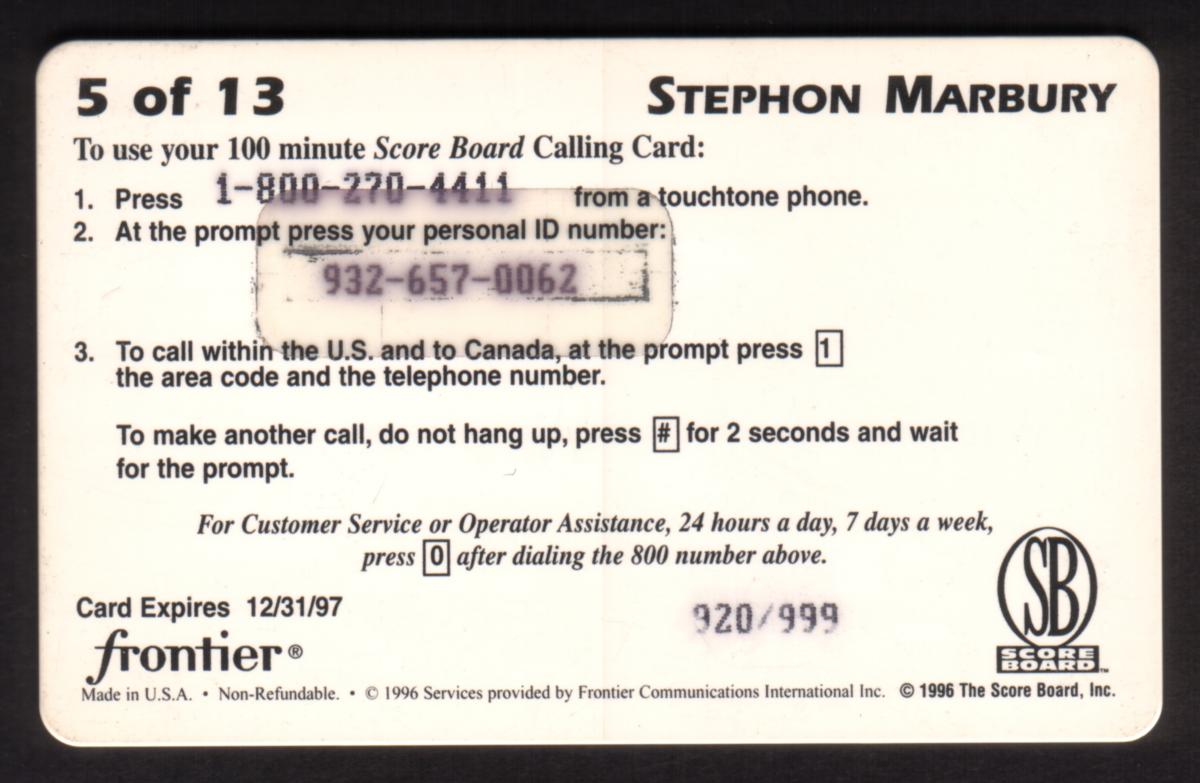 5 of 13 STEPHON MARBURY
To use your 100 minute Score Board Calling Card:
1. Press 1-800-270-4411 from a touchtone phone.
2. At the prompt press your personal ID number:
932-657-0062
3. To call within the U.S. and to Canada, at the prompt press 1
the area code and the telephone number.
To make another call, do not hang up, press # for 2 seconds and wait
for the prompt.
For Customer Service or Operator Assistance, 24 hours a day, 7 days a week,
press 0 after dialing the 800 number above.
Card Expires 12/31/97
920/999
SB
SCORE
BOARD™
frontier®
Made in U.S.A. • Non-Refundable. • © 1996 Services provided by Frontier Communications International Inc. © 1996 The Score Board, Inc.